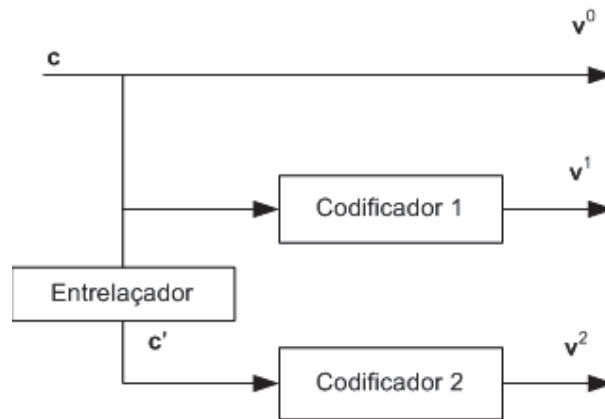 v⁰
c
v¹
Codificador 1
Entrelaçador
c'
v²
Codificador 2